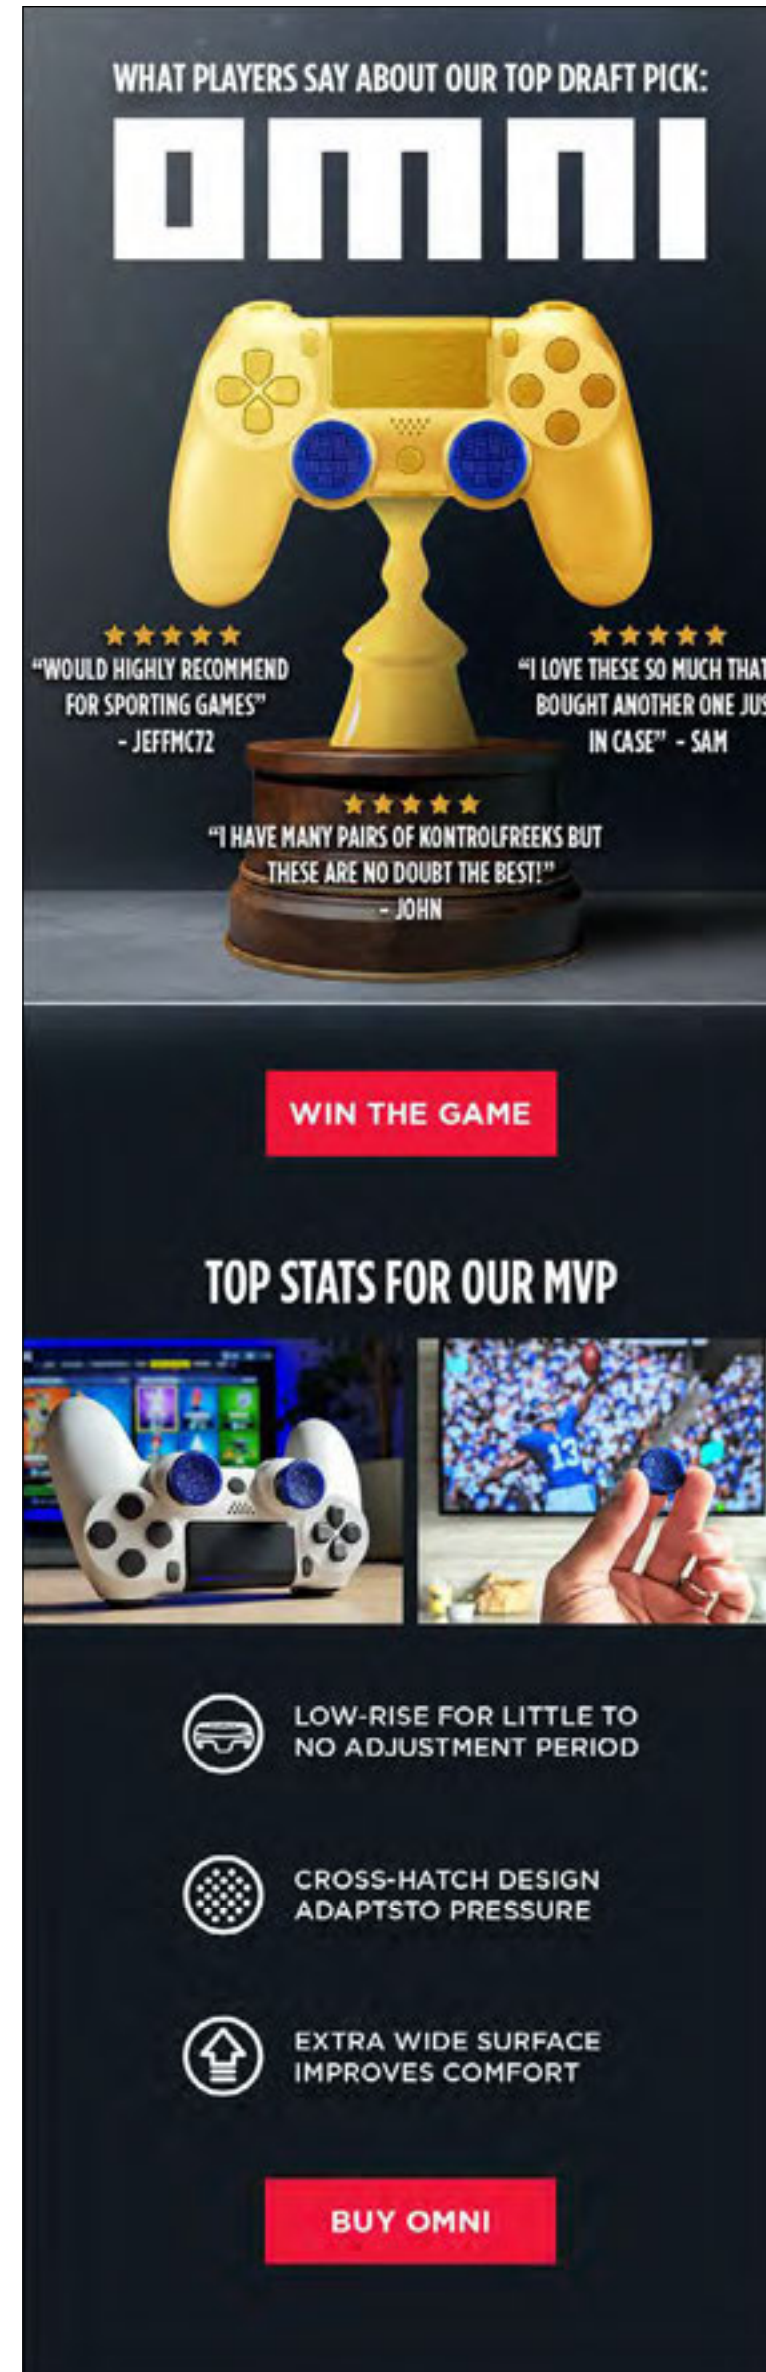 WHAT PLAYERS SAY ABOUT OUR TOP DRAFT PICK:
OMNI
★★★★★
“WOULD HIGHLY RECOMMEND
FOR SPORTING GAMES”
- JEFFMC72
★★★★★
“I LOVE THESE SO MUCH THAT
BOUGHT ANOTHER ONE JUS
IN CASE” - SAM
★★★★★
“I HAVE MANY PAIRS OF KONTROLFREEKS BUT
THESE ARE NO DOUBT THE BEST!”
- JOHN
WIN THE GAME
TOP STATS FOR OUR MVP
13
LOW-RISE FOR LITTLE TO
NO ADJUSTMENT PERIOD
CROSS-HATCH DESIGN
ADAPTSTO PRESSURE
EXTRA WIDE SURFACE
IMPROVES COMFORT
BUY OMNI